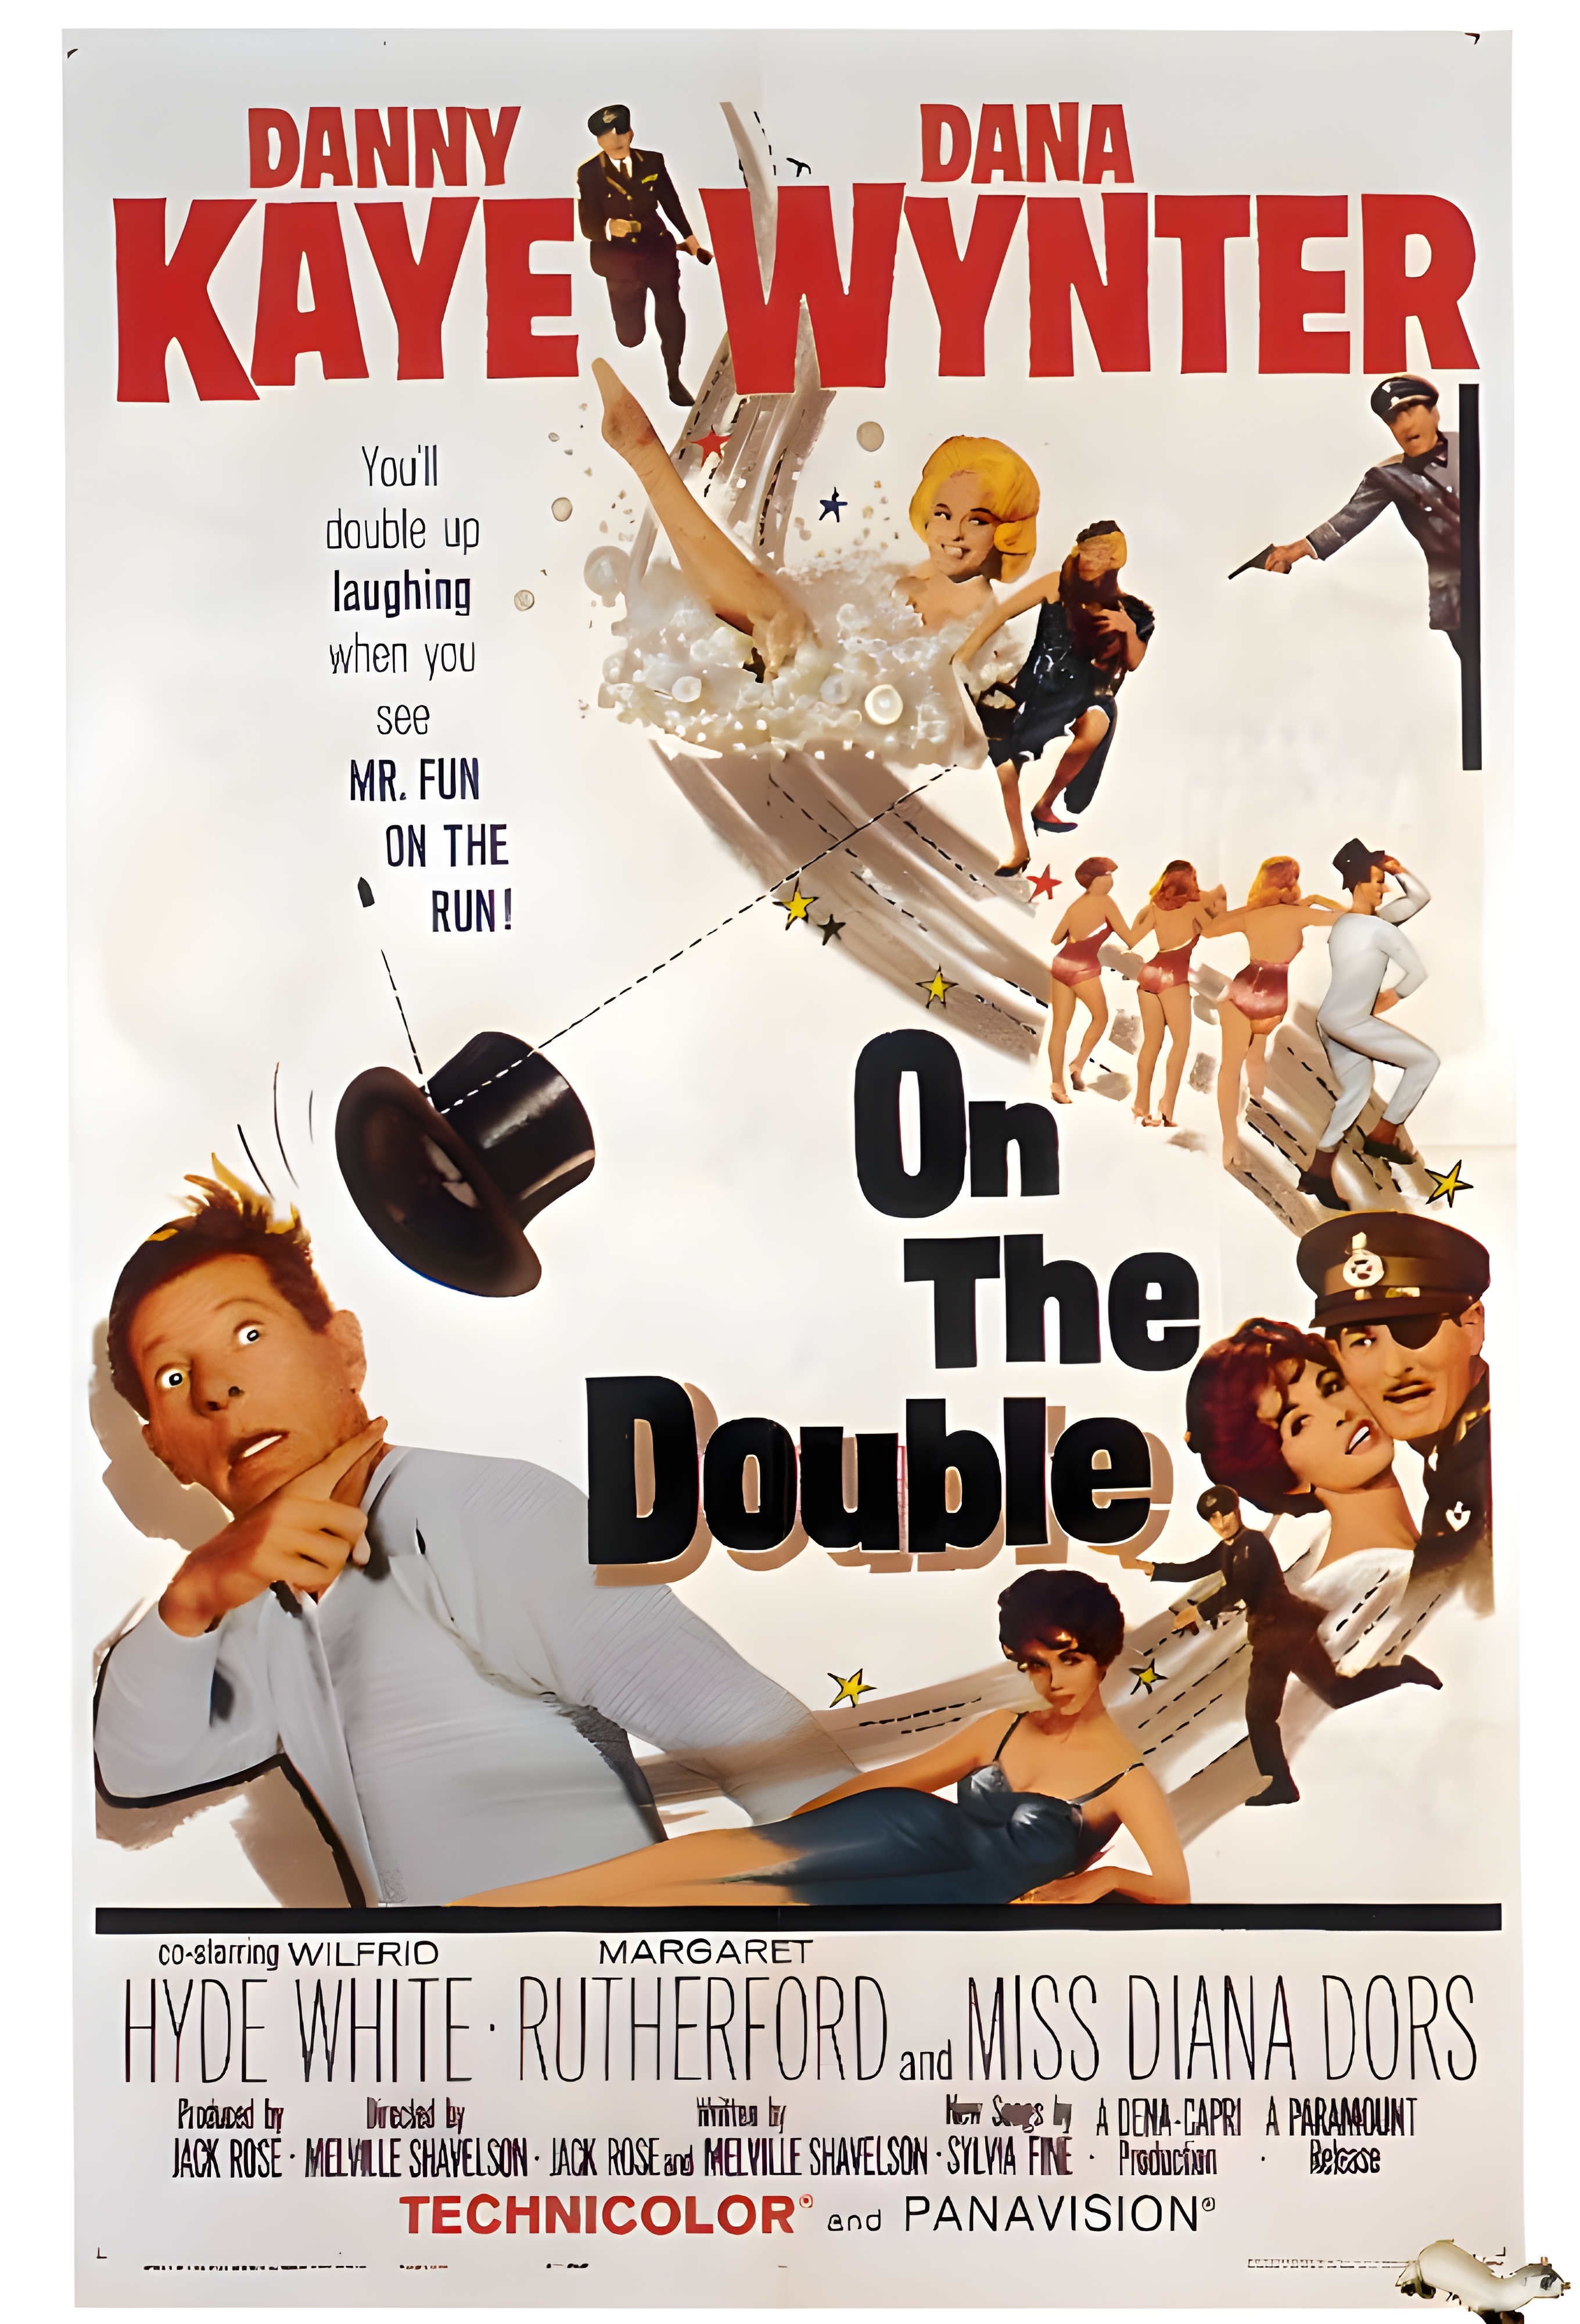 DANNY DANA
KAYE WYNTER
You'll
double up
laughing
when you
see
MR. FUN
ON THE
RUN!
On
The
Double
co-starring WILFRID MARGARET
HYDE WHITE · RUTHERFORD and MISS DIANA DORS
Produced by Directed by Written by New Songs by A DENA-CAPRI A PARAMOUNT
JACK ROSE · MELVILLE SHAVELSON · JACK ROSE and MELVILLE SHAVELSON · SYLVIA FINE · Production · Release
TECHNICOLOR® and PANAVISION®